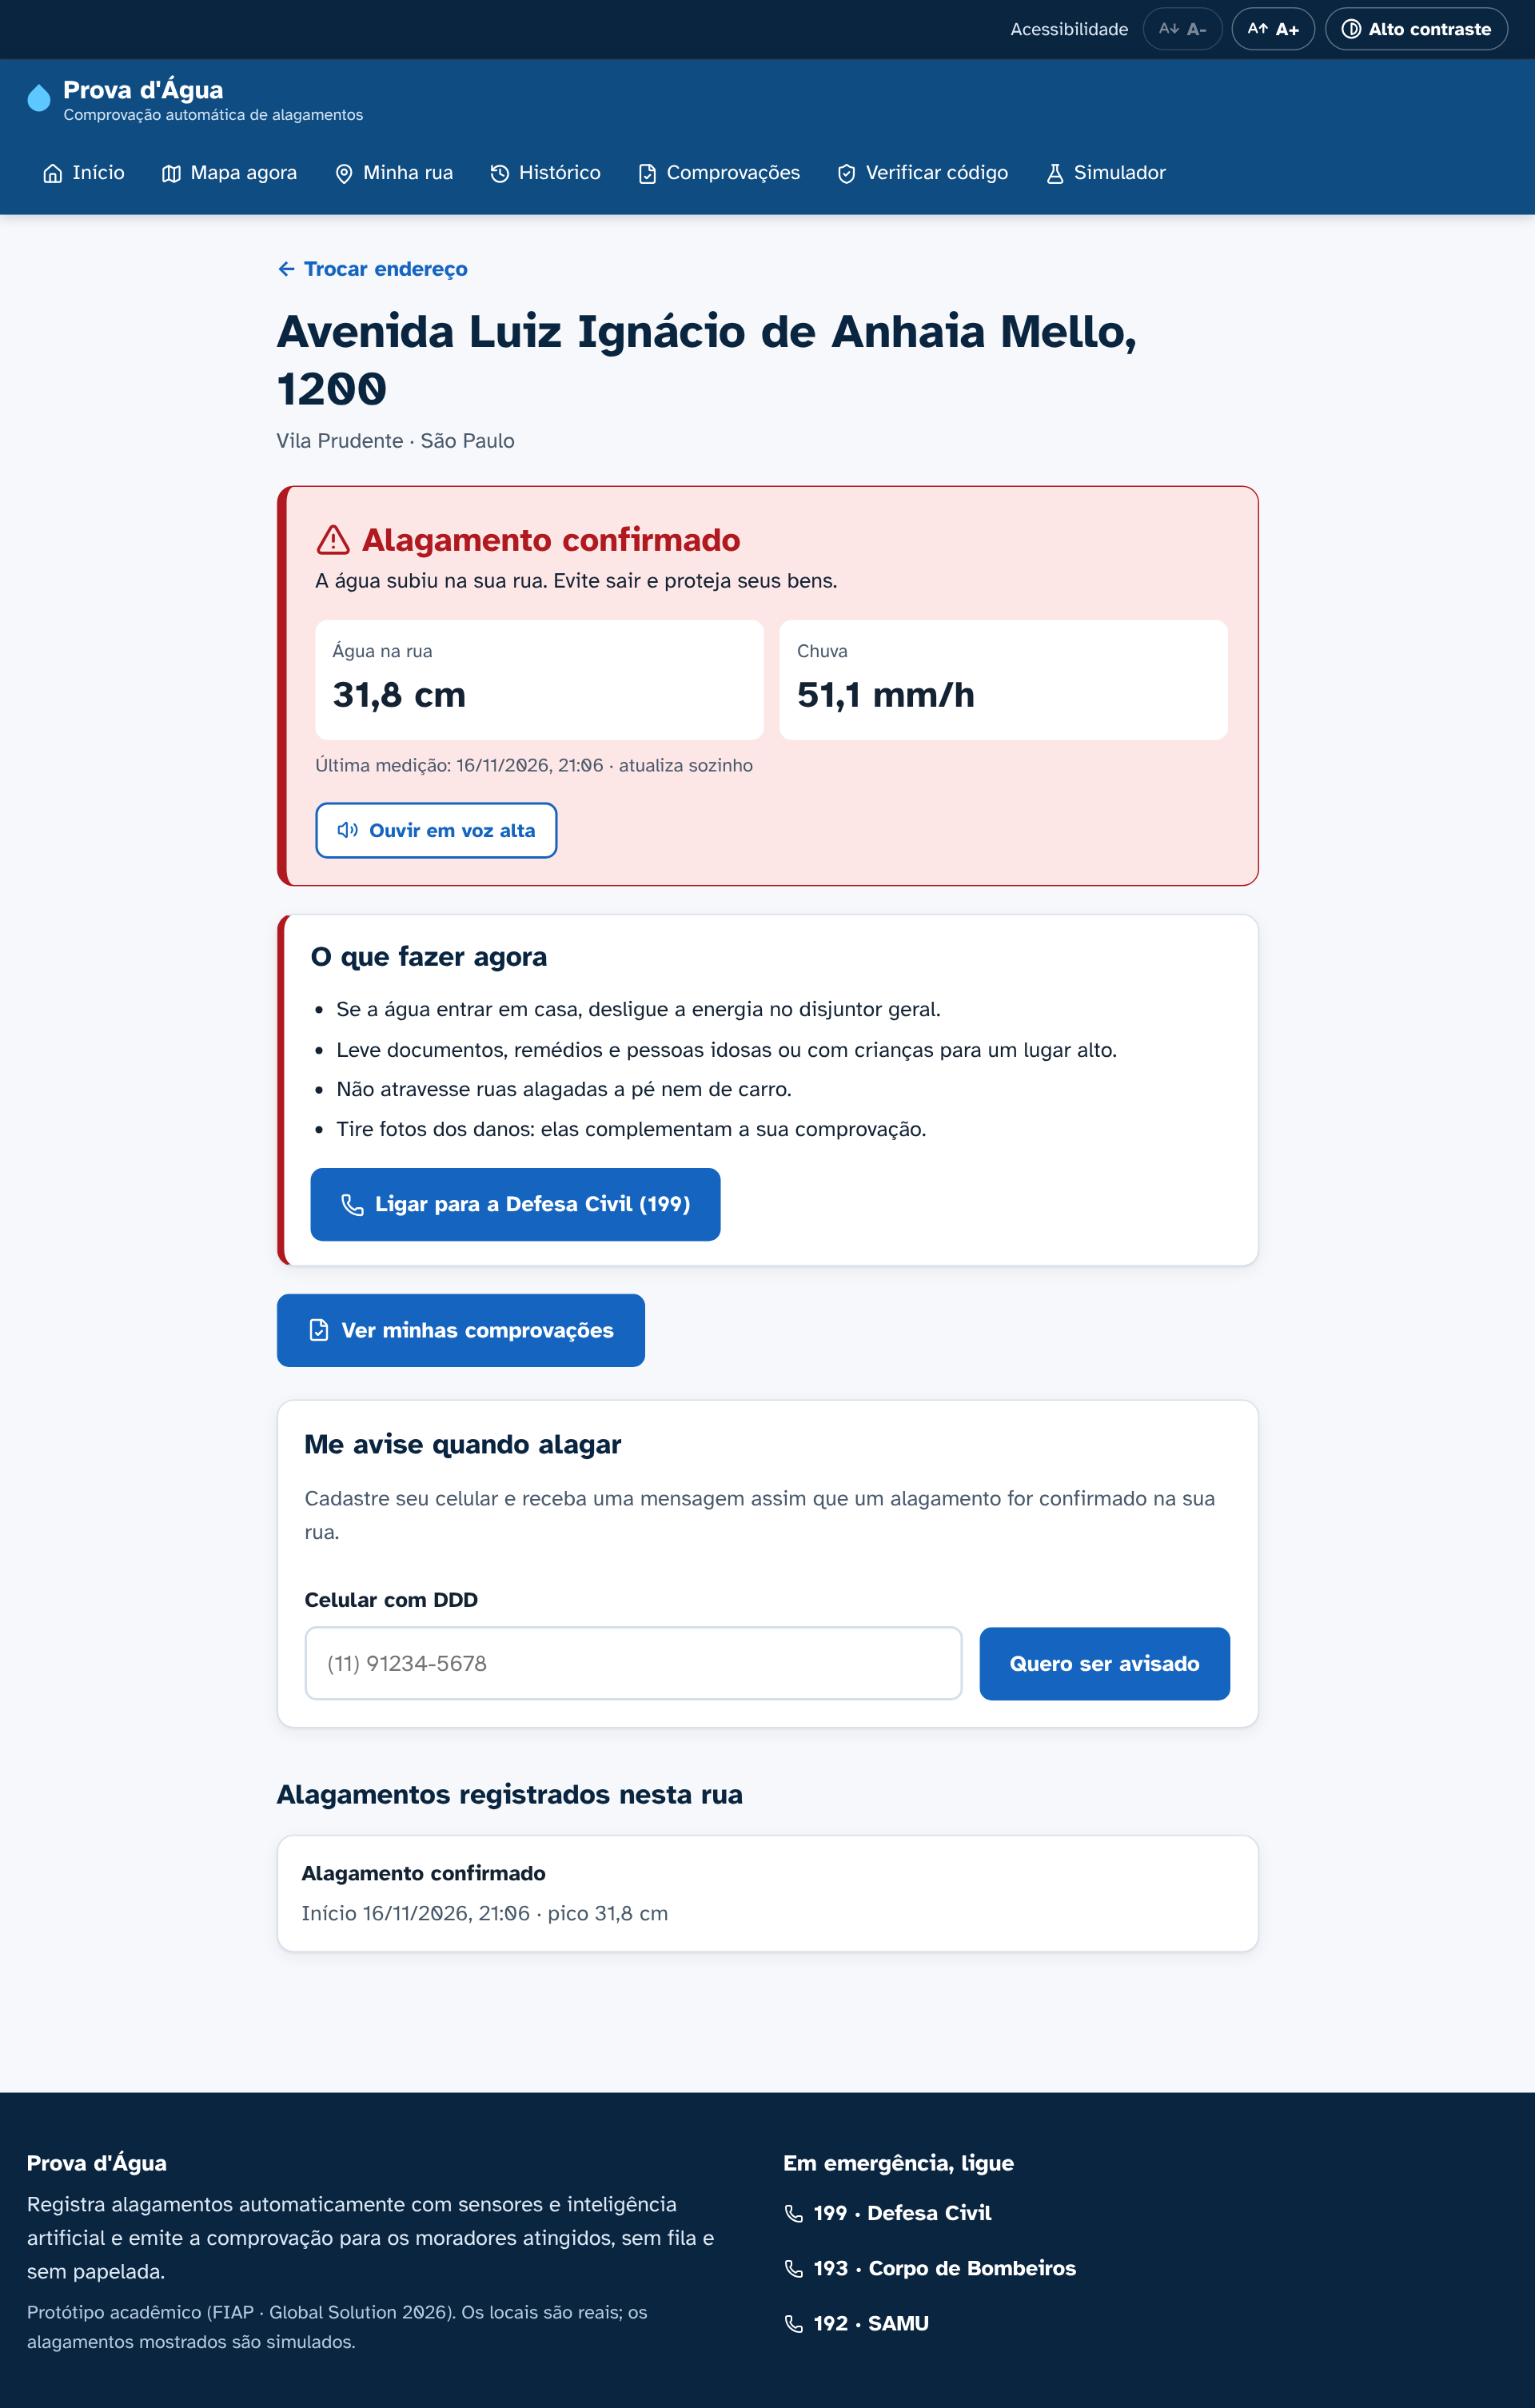 Acessibilidade A↓ A- A↑ A+ Alto contraste
Prova d'Água
Comprovação automática de alagamentos
Início Mapa agora Minha rua Histórico Comprovações Verificar código Simulador
← Trocar endereço
Avenida Luiz Ignácio de Anhaia Mello,
1200
Vila Prudente · São Paulo
Alagamento confirmado
A água subiu na sua rua. Evite sair e proteja seus bens.
Água na rua
31,8 cm
Chuva
51,1 mm/h
Última medição: 16/11/2026, 21:06 · atualiza sozinho
Ouvir em voz alta
O que fazer agora
• Se a água entrar em casa, desligue a energia no disjuntor geral.
• Leve documentos, remédios e pessoas idosas ou com crianças para um lugar alto.
• Não atravesse ruas alagadas a pé nem de carro.
• Tire fotos dos danos: elas complementam a sua comprovação.
Ligar para a Defesa Civil (199)
Ver minhas comprovações
Me avise quando alagar
Cadastre seu celular e receba uma mensagem assim que um alagamento for confirmado na sua
rua.
Celular com DDD
(11) 91234-5678
Quero ser avisado
Alagamentos registrados nesta rua
Alagamento confirmado
Início 16/11/2026, 21:06 · pico 31,8 cm
Prova d'Água
Registra alagamentos automaticamente com sensores e inteligência
artificial e emite a comprovação para os moradores atingidos, sem fila e
sem papelada.
Protótipo acadêmico (FIAP · Global Solution 2026). Os locais são reais; os
alagamentos mostrados são simulados.
Em emergência, ligue
199 · Defesa Civil
193 · Corpo de Bombeiros
192 · SAMU